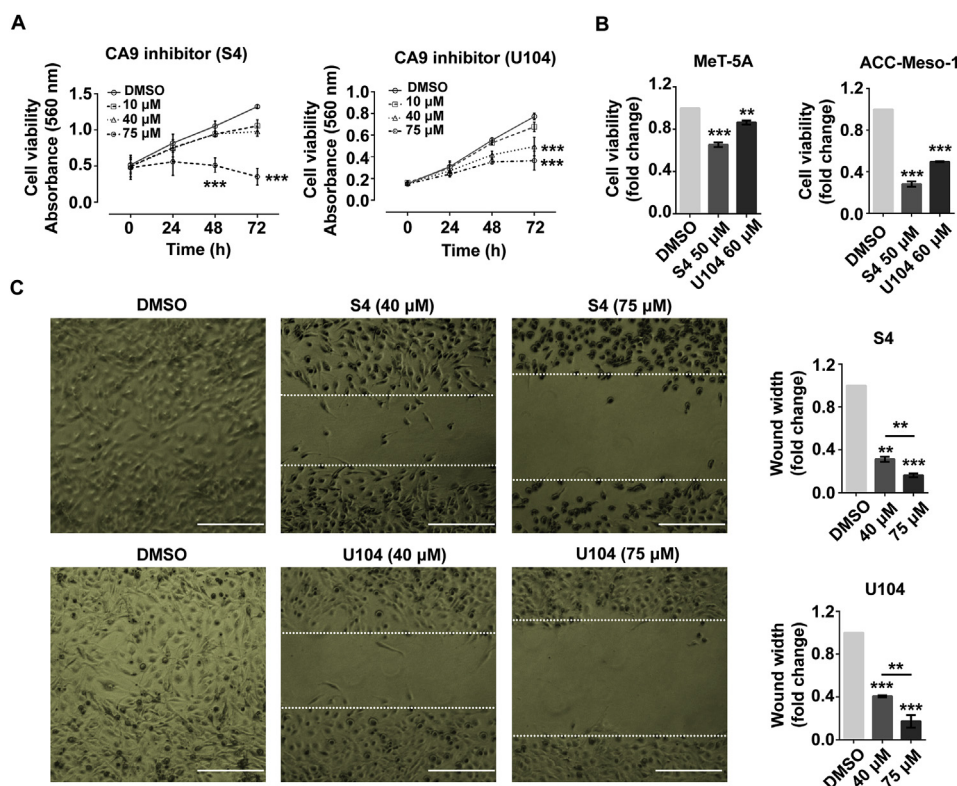 A
CA9 inhibitor (S4)
Cell viability
Absorbance (560 nm)
1.5
1.0
0.5
0.0
DMSO
10 μM
40 μM
75 μM
***
***
0 24 48 72
Time (h)
CA9 inhibitor (U104)
Cell viability
Absorbance (560 nm)
1.0
0.8
0.6
0.4
0.2
0.0
DMSO
10 μM
40 μM
75 μM
***
***
0 24 48 72
Time (h)
B
MeT-5A
Cell viability
(fold change)
1.2
0.8
0.4
0.0
***
**
DMSO
S4 50 μM
U104 60 μM
ACC-Meso-1
Cell viability
(fold change)
1.2
0.8
0.4
0.0
***
***
DMSO
S4 50 μM
U104 60 μM
C
DMSO
S4 (40 μM)
S4 (75 μM)
S4
Wound width
(fold change)
1.2
0.8
0.4
0.0
**
**
***
DMSO
40 μM
75 μM
DMSO
U104 (40 μM)
U104 (75 μM)
U104
Wound width
(fold change)
1.2
0.8
0.4
0.0
**
***
***
DMSO
40 μM
75 μM